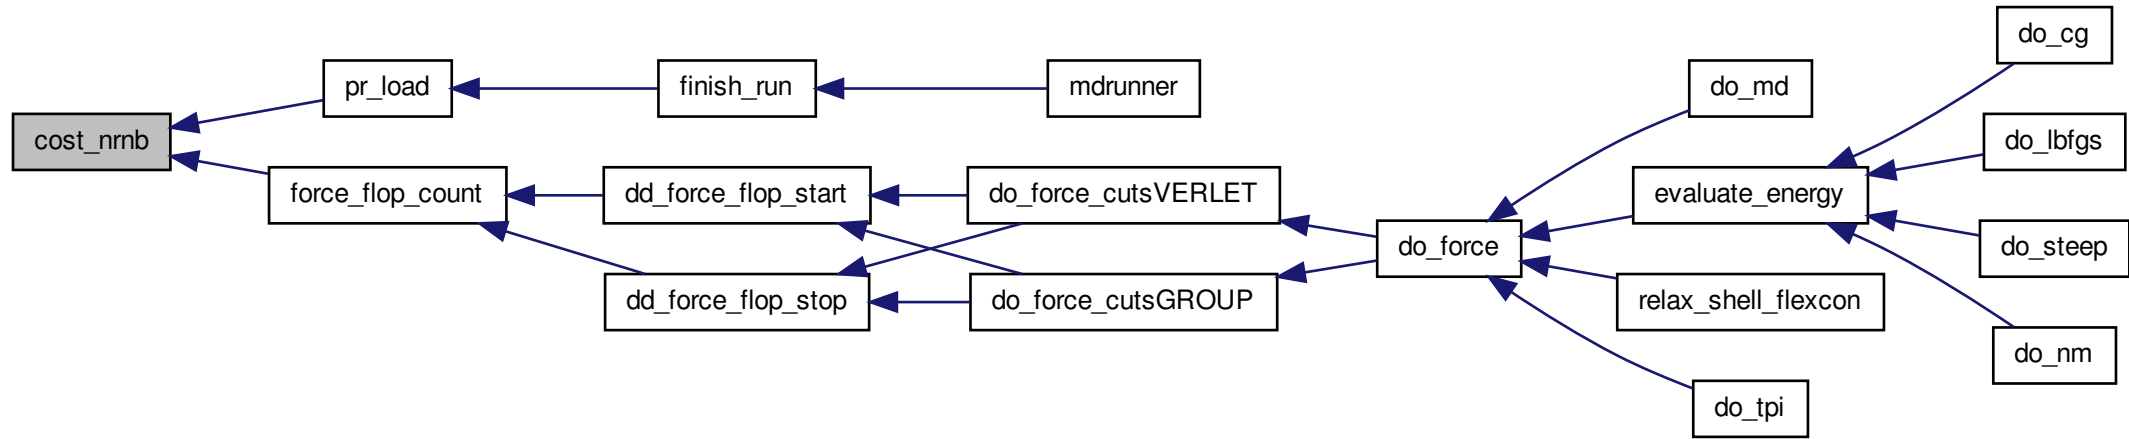 cost_nrnb
pr_load
force_flop_count
finish_run
dd_force_flop_start
dd_force_flop_stop
mdrunner
do_force_cutsVERLET
do_force_cutsGROUP
do_force
do_md
evaluate_energy
relax_shell_flexcon
do_tpi
do_cg
do_lbfgs
do_steep
do_nm